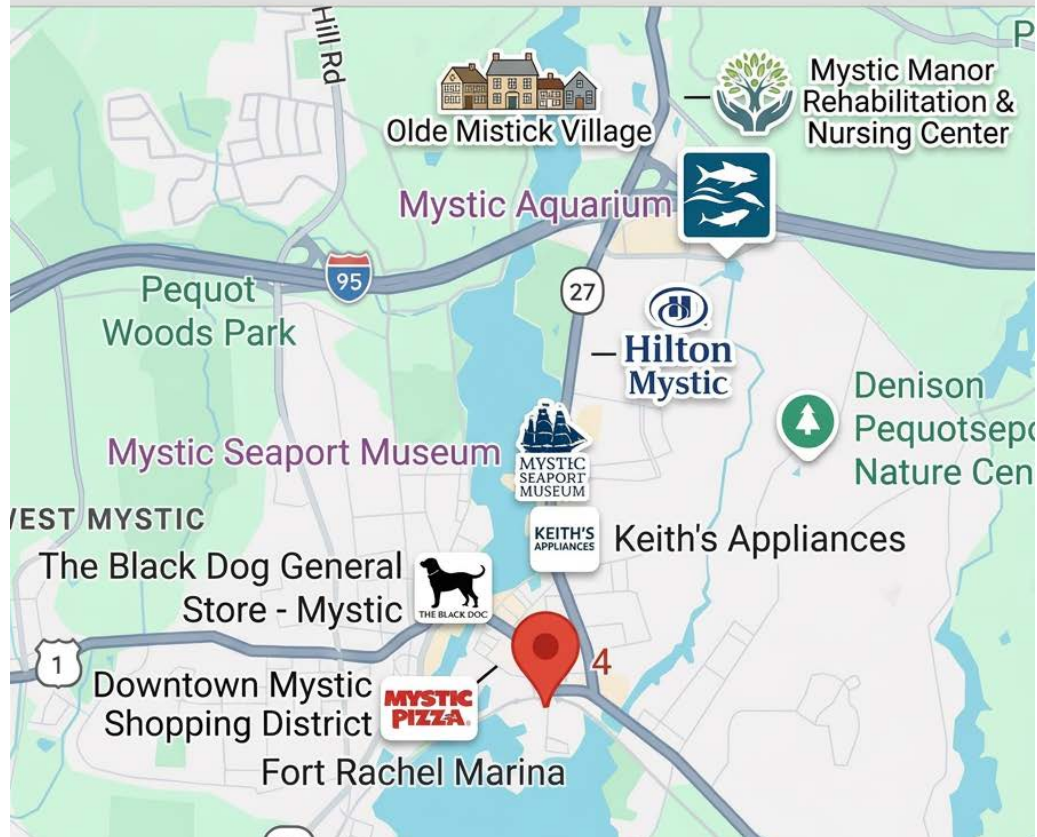 Hill Rd
P
Olde Mistick Village
Mystic Manor
Rehabilitation &
Nursing Center
Mystic Aquarium
95
27
Pequot
Woods Park
Hilton
Mystic
Denison
Pequotsepo
Nature Cen
Mystic Seaport Museum
MYSTIC
SEAPORT
MUSEUM
VEST MYSTIC
KEITH'S
APPLIANCES
Keith's Appliances
The Black Dog General
Store - Mystic
THE BLACK DOC
1
4
Downtown Mystic
Shopping District
MYSTIC
PIZZA
Fort Rachel Marina